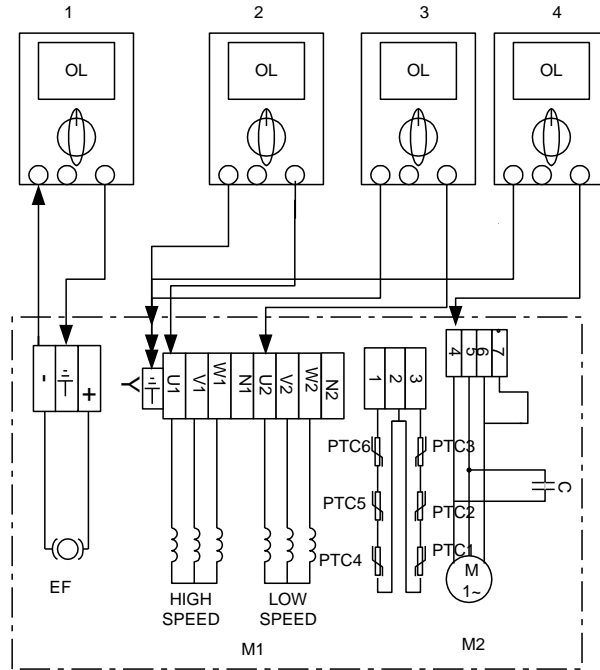 1 2 3 4
OL OL OL OL
- +
U1 V1 W1 N1 U2 V2 W2 N2
1 2 3
4 5 6 7
PTC6 PTC3
PTC5 PTC2
PTC4 PTC1
C
EF
HIGH SPEED
LOW SPEED
M 1~
M1
M2